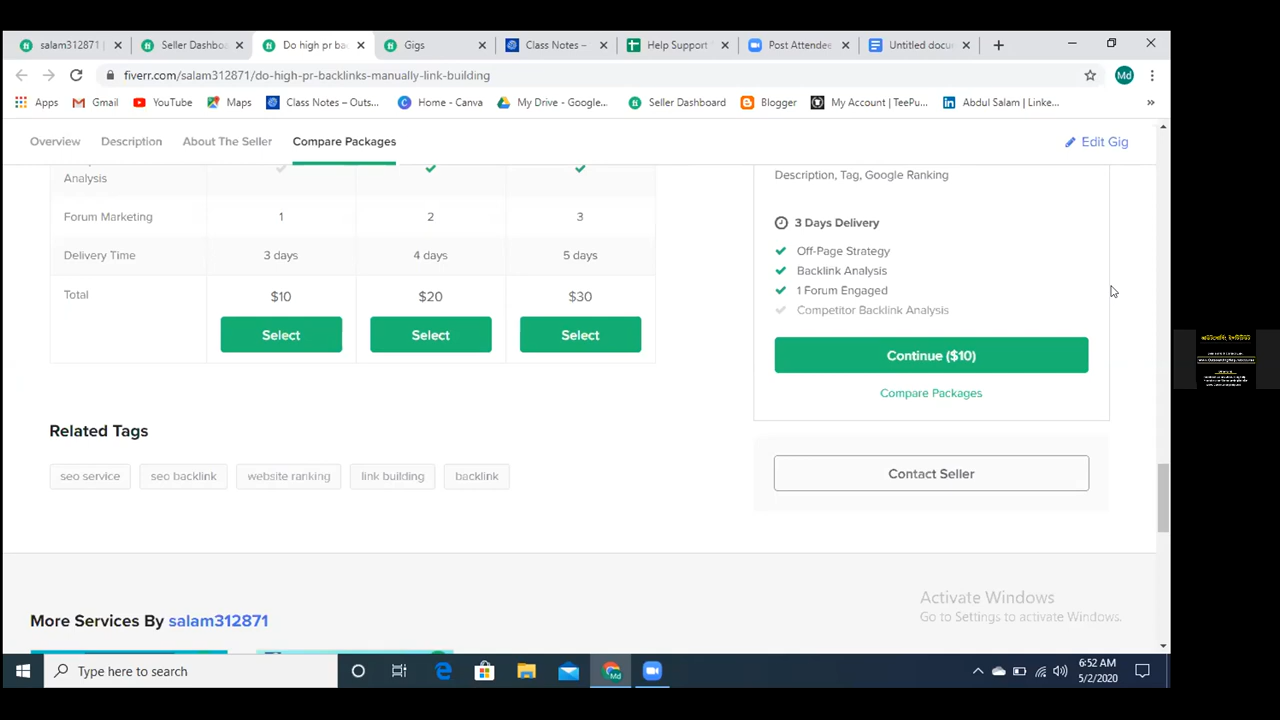 salam312871 |
Seller Dashboa
Do high pr ba
Gigs
Class Notes –
Help Support
Post Attendee
Untitled docu
fiverr.com/salam312871/do-high-pr-backlinks-manually-link-building
Md
Apps
Gmail
YouTube
Maps
Class Notes – Outs...
Home - Canva
My Drive - Google...
Seller Dashboard
Blogger
My Account | TeePu...
Abdul Salam | Linke...
Overview
Description
About The Seller
Compare Packages
Edit Gig
Analysis
Forum Marketing 1 2 3
Delivery Time 3 days 4 days 5 days
Total $10 $20 $30
Select Select Select
Description, Tag, Google Ranking
3 Days Delivery
Off-Page Strategy
Backlink Analysis
1 Forum Engaged
Competitor Backlink Analysis
Continue ($10)
Compare Packages
Contact Seller
Related Tags
seo service
seo backlink
website ranking
link building
backlink
More Services By salam312871
Activate Windows
Go to Settings to activate Windows.
Type here to search
6:52 AM
5/2/2020